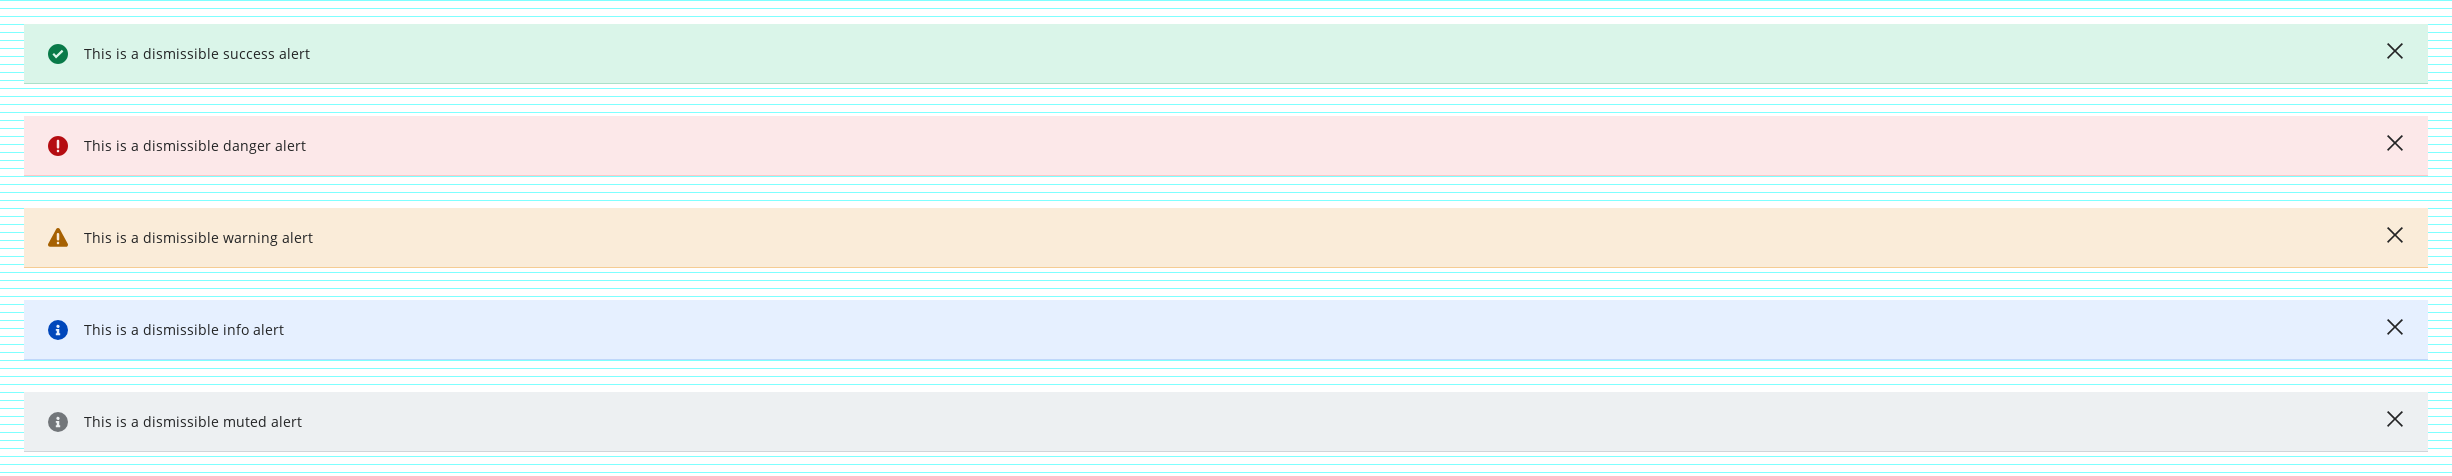 This is a dismissible success alert
This is a dismissible danger alert
This is a dismissible warning alert
This is a dismissible info alert
This is a dismissible muted alert